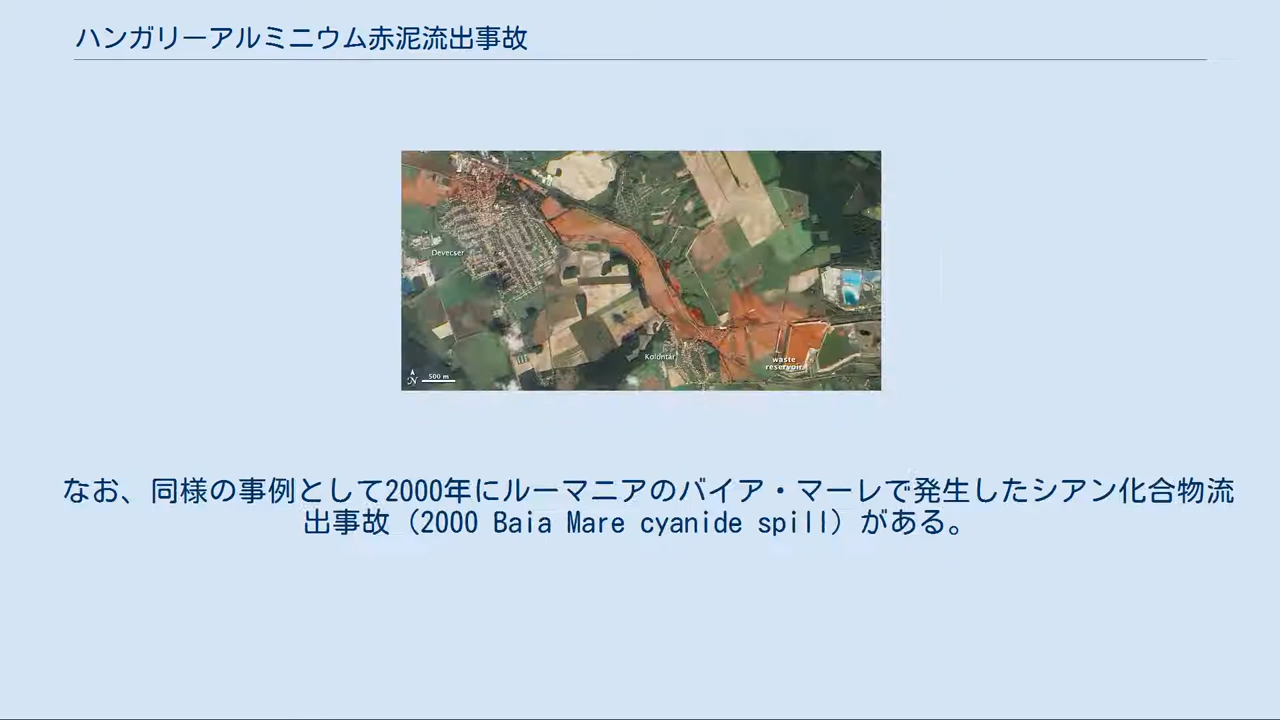 ハンガリーアルミニウム赤泥流出事故
Devecser
Kolontár
waste
reservoir
N
500 m
なお、同様の事例として2000年にルーマニアのバイア・マーレで発生したシアン化合物流
出事故（2000 Baia Mare cyanide spill）がある。